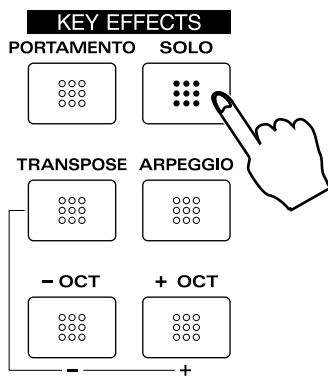 KEY EFFECTS
PORTAMENTO SOLO
TRANSPOSE ARPEGGIO
– OCT + OCT
– +